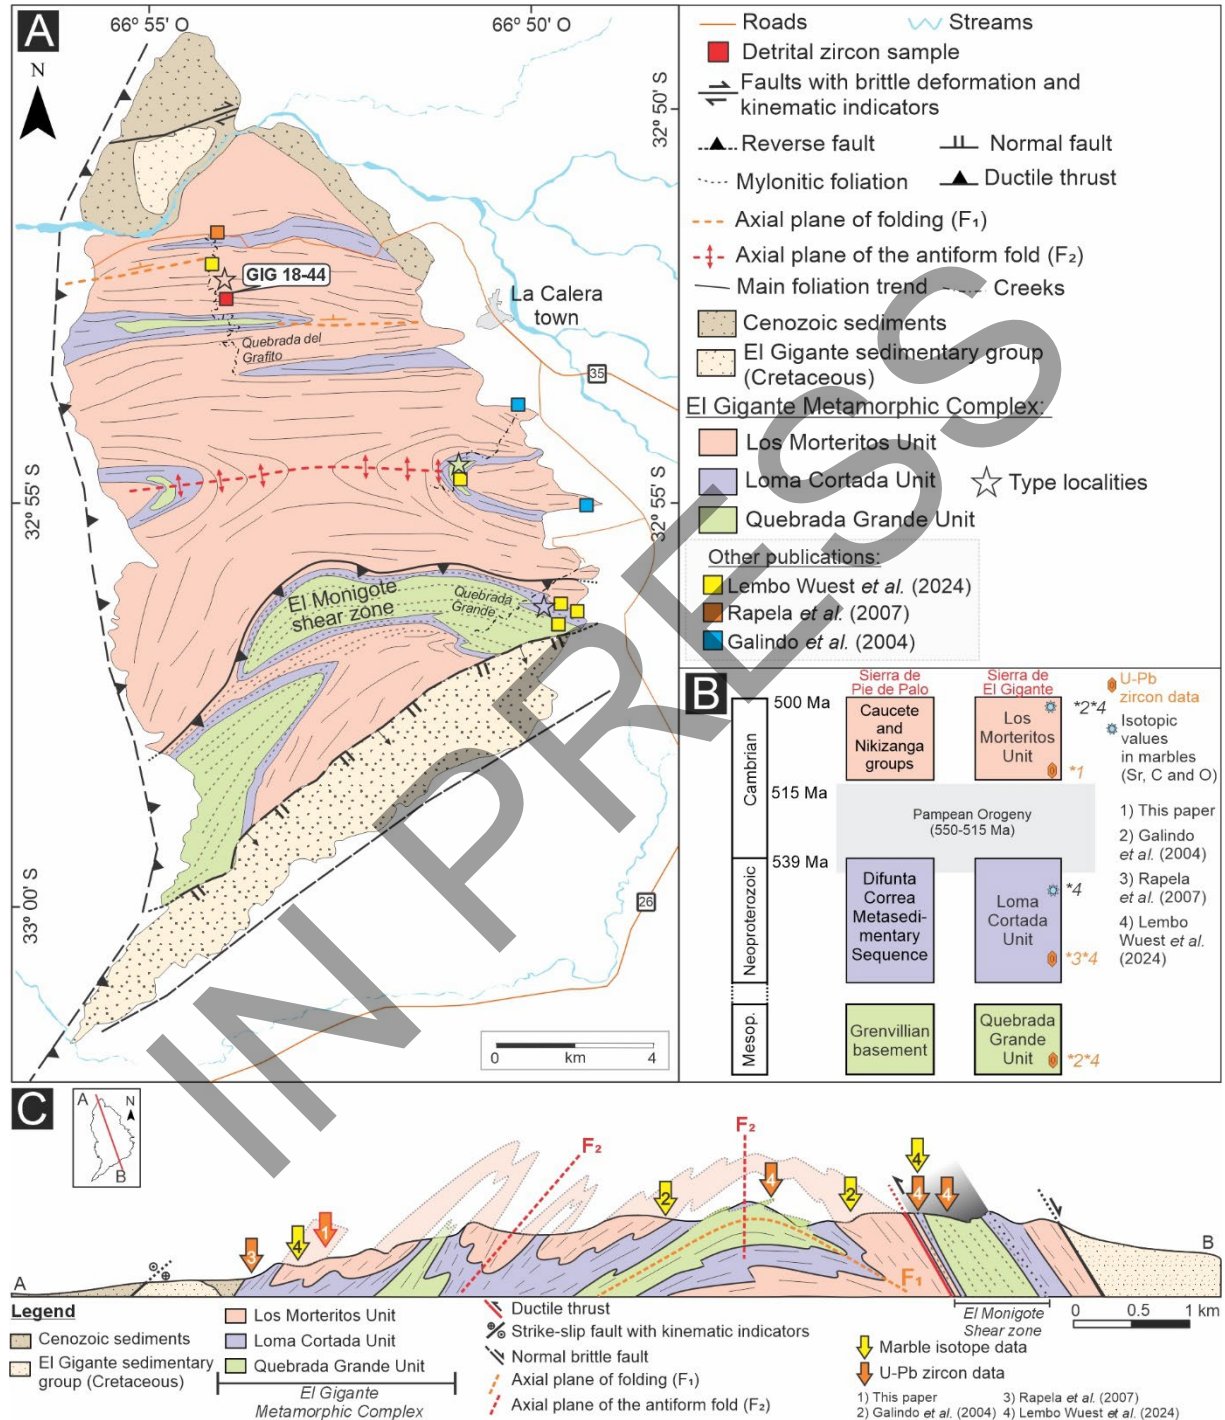 A
66º 55' O
66º 50' O
N
32º 50' S
GIG 18-44
La Calera
town
Quebrada del
Grafito
35
32º 55' S
32º 55' S
El Monigote
shear zone
Quebrada
Grande
33º 00' S
26
0
km
4
Roads
Streams
Detrital zircon sample
Faults with brittle deformation and
kinematic indicators
Reverse fault
Normal fault
Mylonitic foliation
Ductile thrust
Axial plane of folding (F₁)
Axial plane of the antiform fold (F₂)
Main foliation trend
Creeks
Cenozoic sediments
El Gigante sedimentary group
(Cretaceous)
El Gigante Metamorphic Complex:
Los Morteritos Unit
Loma Cortada Unit
Type localities
Quebrada Grande Unit
Other publications:
Lembo Wuest et al. (2024)
Rapela et al. (2007)
Galindo et al. (2004)
B
Sierra de
Pie de Palo
Sierra de
El Gigante
500 Ma
515 Ma
539 Ma
Cambrian
Neoproterozoic
Mesop.
Caucete
and
Nikizanga
groups
Los
Morteritos
Unit
*2*4
*1
Pampean Orogeny
(550-515 Ma)
Difunta
Correa
Metasedi-
mentary
Sequence
Loma
Cortada
Unit
*4
*3*4
Grenvillian
basement
Quebrada
Grande
Unit
*2*4
U-Pb
zircon data
Isotopic
values
in marbles
(Sr, C and O)
1) This paper
2) Galindo
et al. (2004)
3) Rapela
et al. (2007)
4) Lembo
Wuest et al.
(2024)
IN PRESS
C
A
N
B
F₂
F₂
F₁
3
4
1
2
4
2
4
4
4
A
B
El Monigote
Shear zone
0
0.5
1 km
Legend
Cenozoic sediments
El Gigante sedimentary
group (Cretaceous)
Los Morteritos Unit
Loma Cortada Unit
Quebrada Grande Unit
El Gigante
Metamorphic Complex
Ductile thrust
Strike-slip fault with kinematic indicators
Normal brittle fault
Axial plane of folding (F₁)
Axial plane of the antiform fold (F₂)
Marble isotope data
U-Pb zircon data
1) This paper
3) Rapela et al. (2007)
2) Galindo et al. (2004)
4) Lembo Wuest et al. (2024)